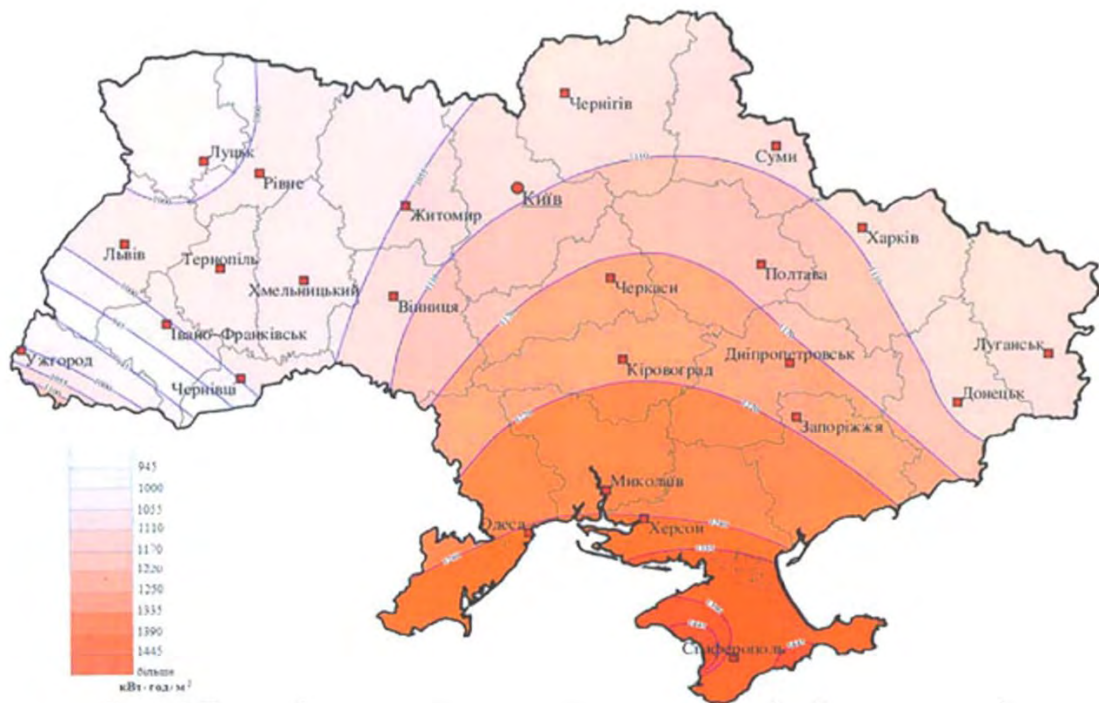 Чернігів
Луцьк
Суми
Рівне
Київ
Житомир
Харків
Львів
Тернопіль
Полтава
Хмельницький
Черкаси
Вінниця
Івано-Франківськ
Ужгород
Дніпропетровськ
Луганськ
Кіровоград
Чернівці
Донецьк
Запоріжжя
945
1000
1055
1110
1170
1220
1250
1335
1390
1445
більше
кВт·год/м²
Миколаїв
Одеса
Херсон
Сімферополь